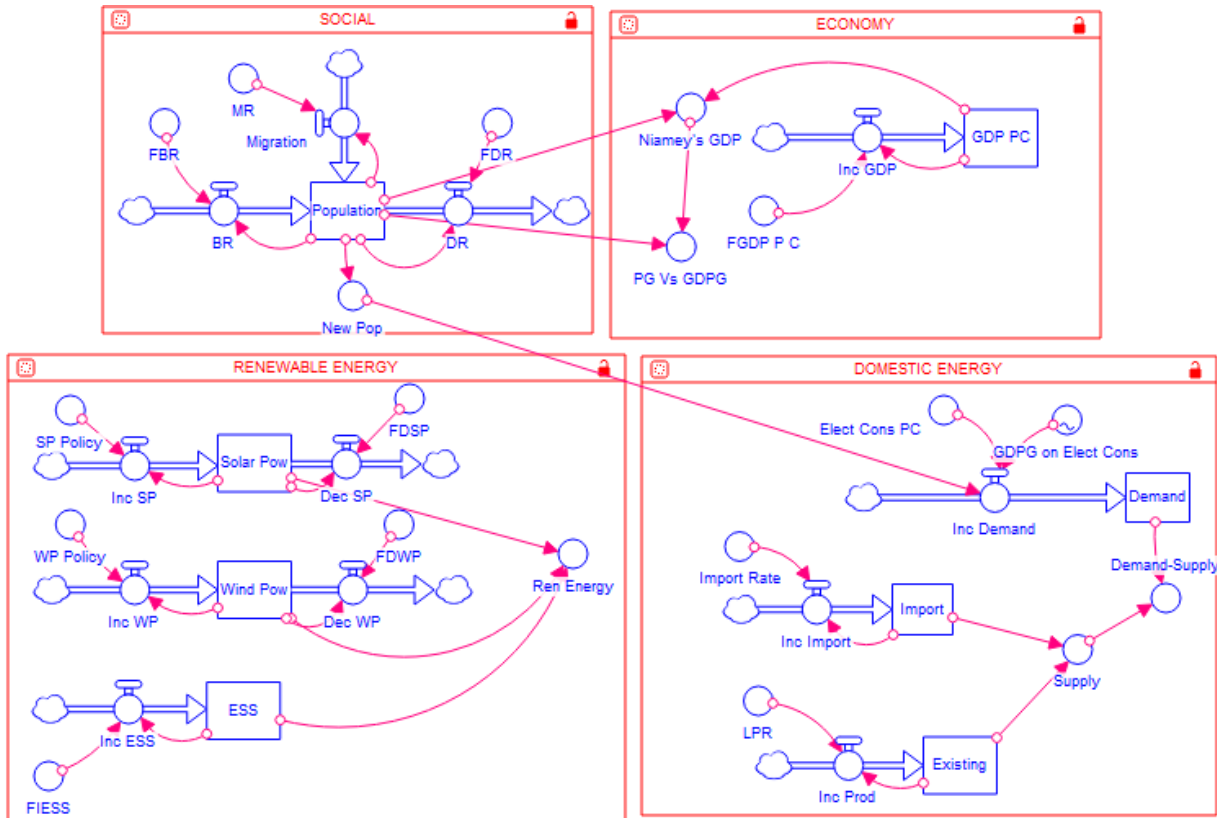 SOCIAL
MR
FBR
Migration
FDR
Population
BR
DR
New Pop
ECONOMY
Niamey's GDP
GDP PC
Inc GDP
FGDP P C
PG Vs GDPG
RENEWABLE ENERGY
SP Policy
FDSP
Solar Pow
Inc SP
Dec SP
WP Policy
FDWP
Wind Pow
Ren Energy
Inc WP
Dec WP
ESS
Inc ESS
FIESS
DOMESTIC ENERGY
Elect Cons PC
GDPG on Elect Cons
Demand
Inc Demand
Demand-Supply
Import Rate
Import
Inc Import
Supply
LPR
Existing
Inc Prod